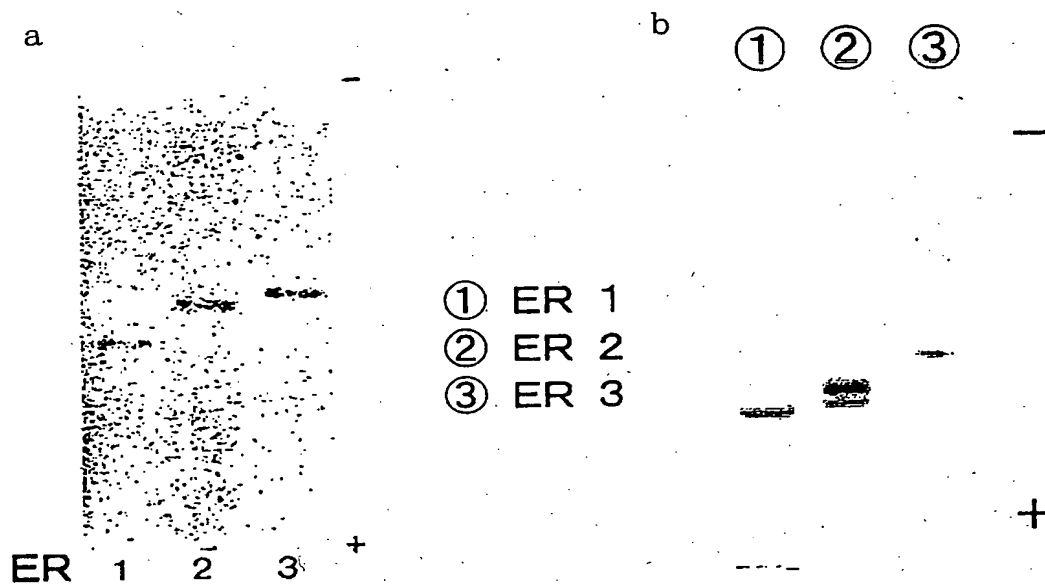 a
−
+
ER 1 2 3
① ER 1
② ER 2
③ ER 3
b
① ② ③
−
+